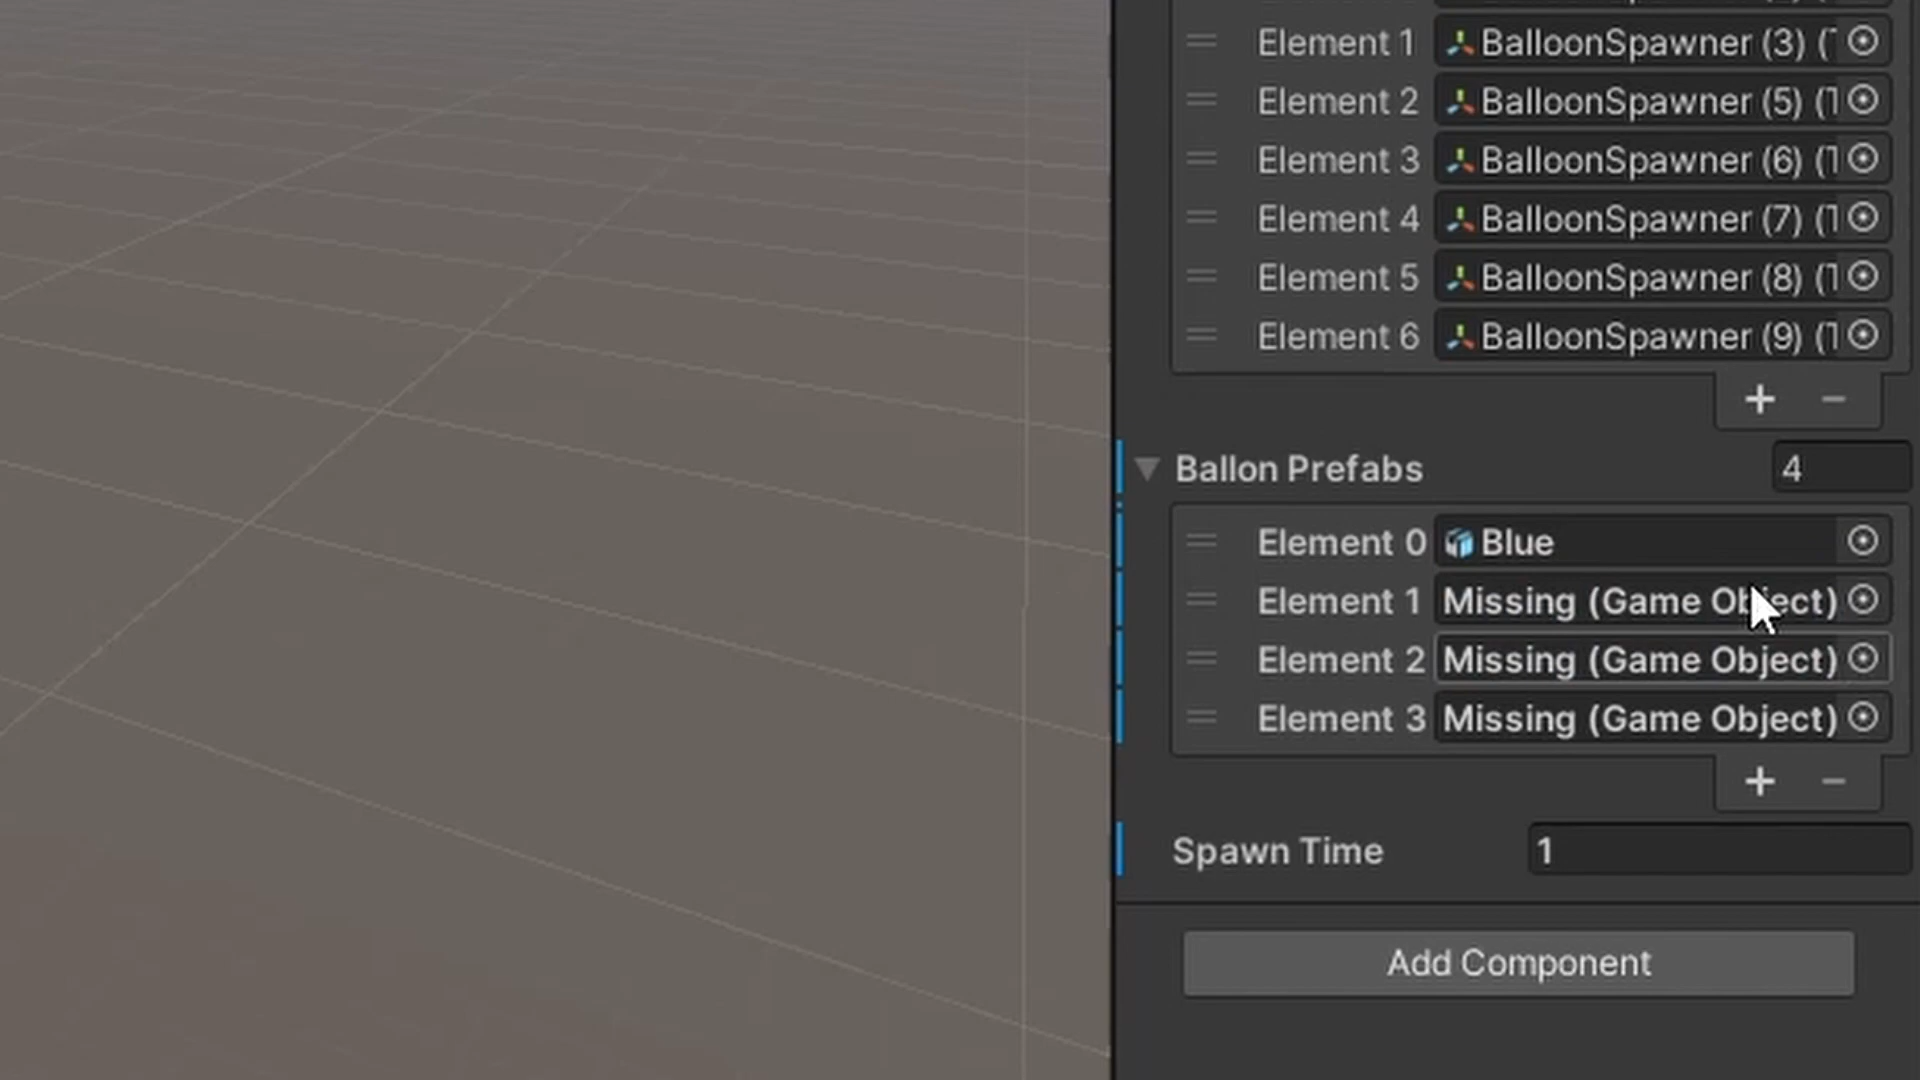 Element 1 BalloonSpawner (3) (
Element 2 BalloonSpawner (5) (
Element 3 BalloonSpawner (6) (
Element 4 BalloonSpawner (7) (
Element 5 BalloonSpawner (8) (
Element 6 BalloonSpawner (9) (
+ −
Ballon Prefabs 4
Element 0 Blue
Element 1 Missing (Game Object)
Element 2 Missing (Game Object)
Element 3 Missing (Game Object)
+ −
Spawn Time 1
Add Component